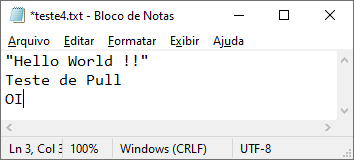 *teste4.txt - Bloco de Notas
Arquivo Editar Formatar Exibir Ajuda
"Hello World !!"
Teste de Pull
OI
Ln 3, Col 3 100% Windows (CRLF) UTF-8